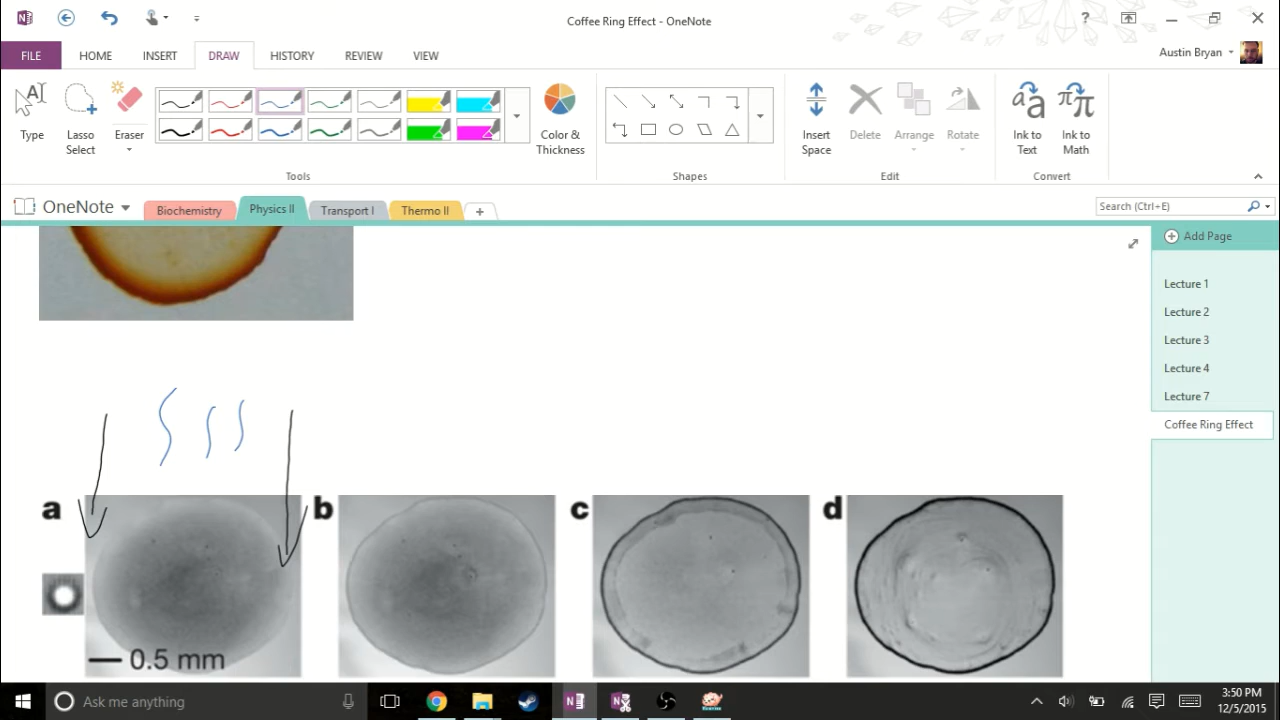 Coffee Ring Effect - OneNote
?
Austin Bryan
FILE HOME INSERT DRAW HISTORY REVIEW VIEW
Type
Lasso Select
Eraser
Color & Thickness
Insert Space
Delete
Arrange
Rotate
Ink to Text
Ink to Math
Tools
Shapes
Edit
Convert
OneNote
Biochemistry
Physics II
Transport I
Thermo II
+
Search (Ctrl+E)
Add Page
Lecture 1
Lecture 2
Lecture 3
Lecture 4
Lecture 7
Coffee Ring Effect
a
b
c
d
0.5 mm
Ask me anything
3:50 PM
12/5/2015